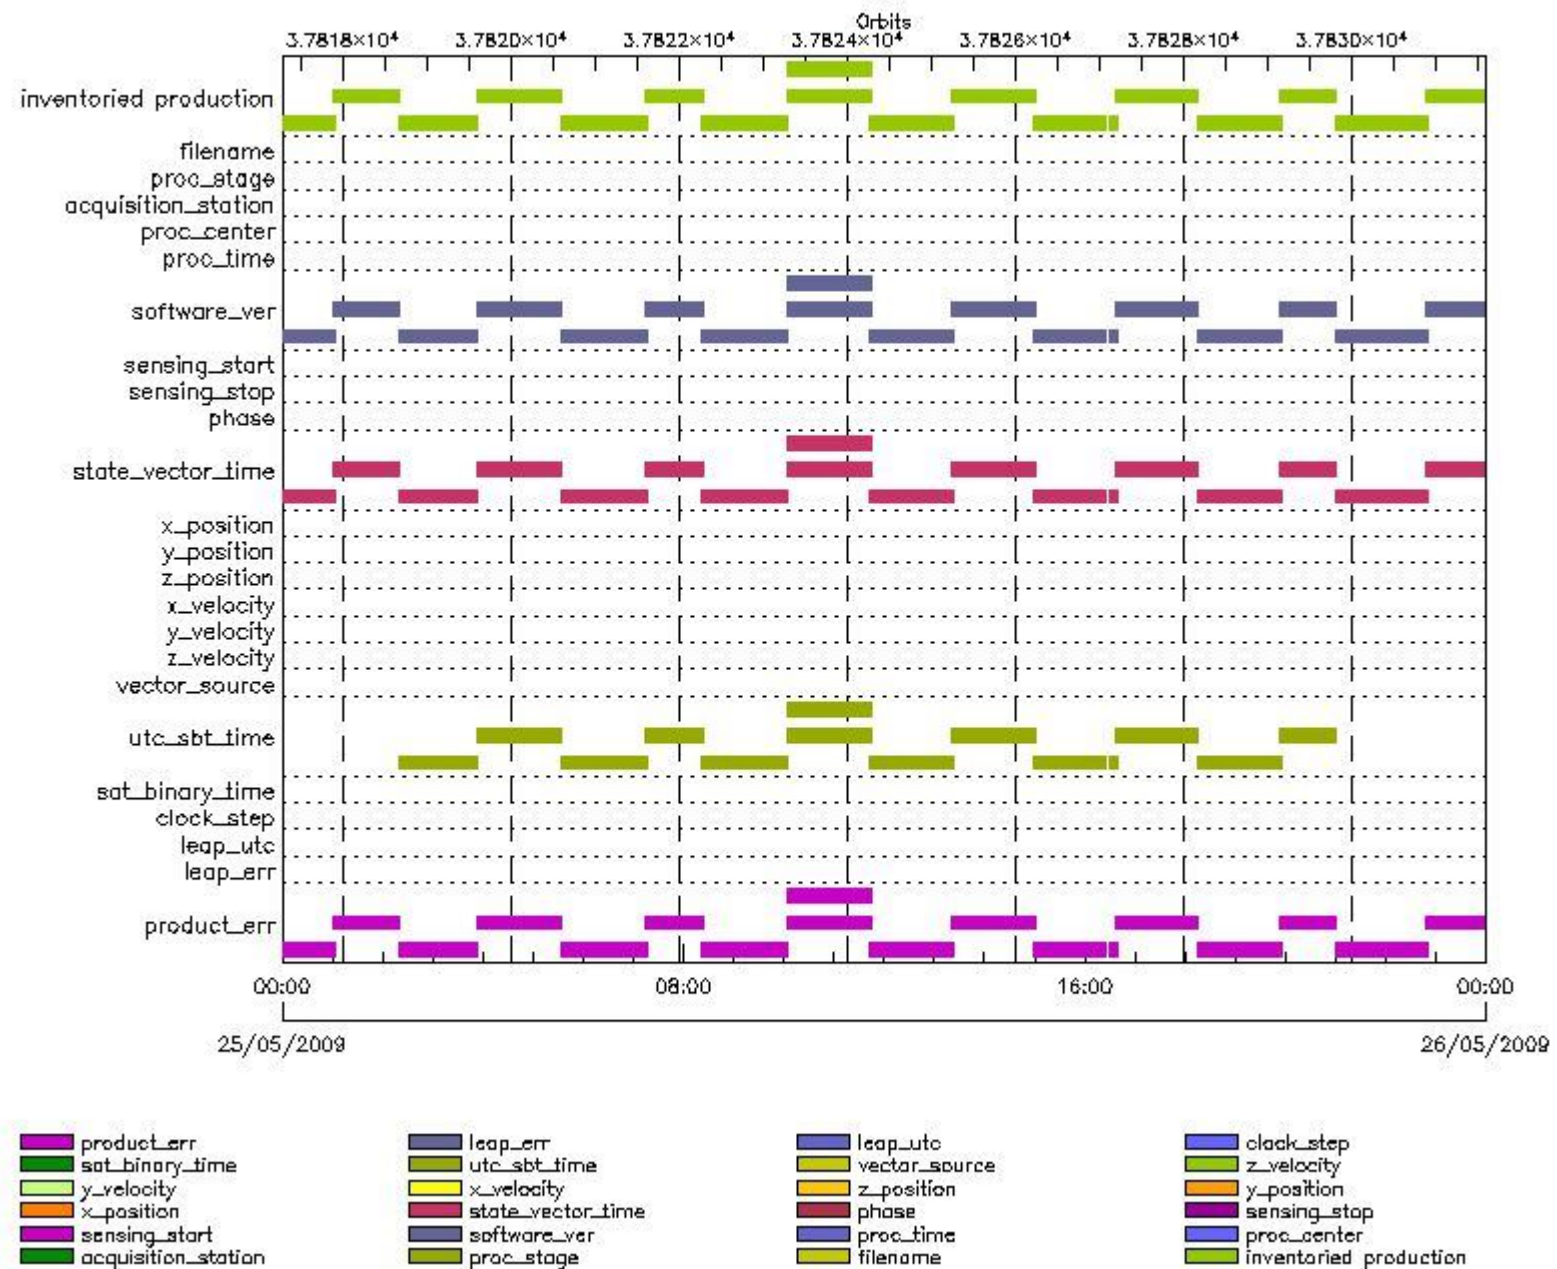 Orbits
3.7818×10⁴ 3.7820×10⁴ 3.7822×10⁴ 3.7824×10⁴ 3.7826×10⁴ 3.7828×10⁴ 3.7830×10⁴
inventoried production
filename
proc_stage
acquisition_station
proc_center
proc_time
software_ver
sensing_start
sensing_stop
phase
state_vector_time
x_position
y_position
z_position
x_velocity
y_velocity
z_velocity
vector_source
utc_sbt_time
sat_binary_time
clock_step
leap_utc
leap_err
product_err
00:00 08:00 16:00 00:00
25/05/2009 26/05/2009
product_err leap_err leap_utc clock_step
sat_binary_time utc_sbt_time vector_source z_velocity
y_velocity x_velocity z_position y_position
x_position state_vector_time phase sensing_stop
sensing_start software_ver proc_time proc_center
acquisition_station proc_stage filename inventoried production